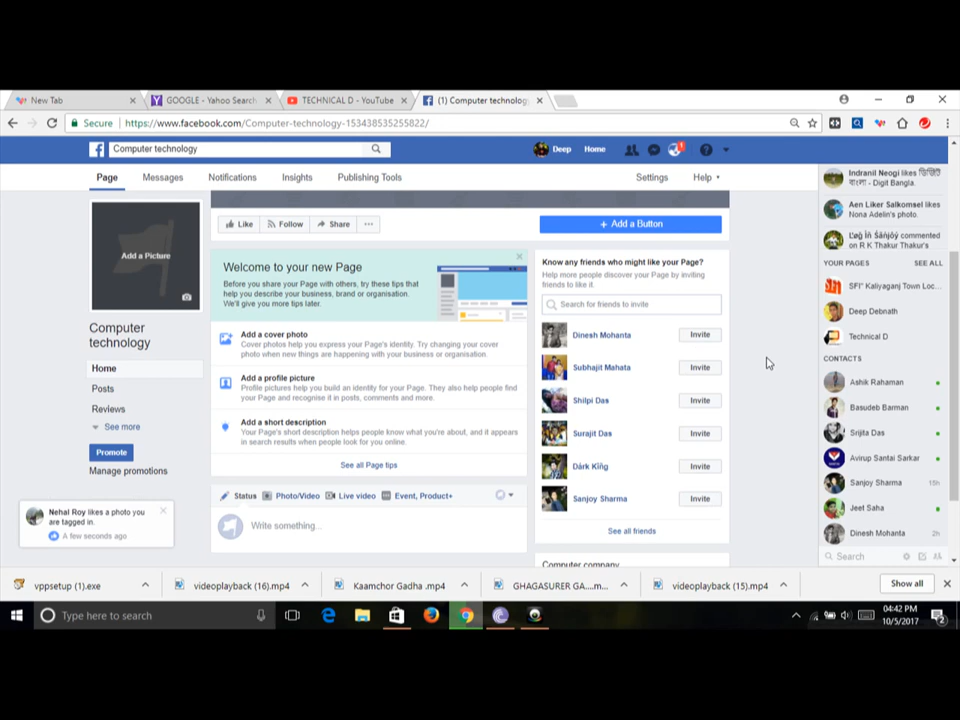 New Tab
GOOGLE - Yahoo Search
TECHNICAL D - YouTube
(1) Computer technolog
Secure
https://www.facebook.com/Computer-technology-153438535255822/
Computer technology
Deep
Home
1
Page
Messages
Notifications
Insights
Publishing Tools
Settings
Help
Like
Follow
Share
+ Add a Button
Add a Picture
Computer
technology
Home
Posts
Reviews
See more
Promote
Manage promotions
Nehal Roy likes a photo you
are tagged in.
A few seconds ago
Welcome to your new Page
Before you share your Page with others, try these tips that
help you describe your business, brand or organisation.
We'll give you more tips later.
Add a cover photo
Cover photos help you express your Page's identity. Try changing your cover
photo when new things are happening with your business or organisation.
Add a profile picture
Profile pictures help you build an identity for your Page. They also help people find
your Page and recognise it in posts, comments and more.
Add a short description
Your Page's short description helps people know what you're about, and it appears
in search results when people look for you online.
See all Page tips
Status
Photo/Video
Live video
Event, Product+
Write something...
Know any friends who might like your Page?
Help more people discover your Page by inviting
friends to like it.
Search for friends to invite
Dinesh Mohanta
Invite
Subhajit Mahata
Invite
Shilpi Das
Invite
Surajit Das
Invite
Dárk Kîñg
Invite
Sanjoy Sharma
Invite
See all friends
Computer company
Indranil Neogi likes
বাংলা - Digit Bangla.
Aen Liker Salkomsel likes
Nona Adelin's photo.
commented
on R K Thakur Thakur's
YOUR PAGES
SEE ALL
SFI" Kaliyaganj Town Loc...
Deep Debnath
Technical D
CONTACTS
Ashik Rahaman
Basudeb Barman
Srijita Das
Avirup Santai Sarkar
Sanjoy Sharma
15h
Jeet Saha
Dinesh Mohanta
2h
Search
vppsetup (1).exe
videoplayback (16).mp4
Kaamchor Gadha .mp4
GHAGASURER GA....m...
videoplayback (15).mp4
Show all
Type here to search
04:42 PM
10/5/2017
2